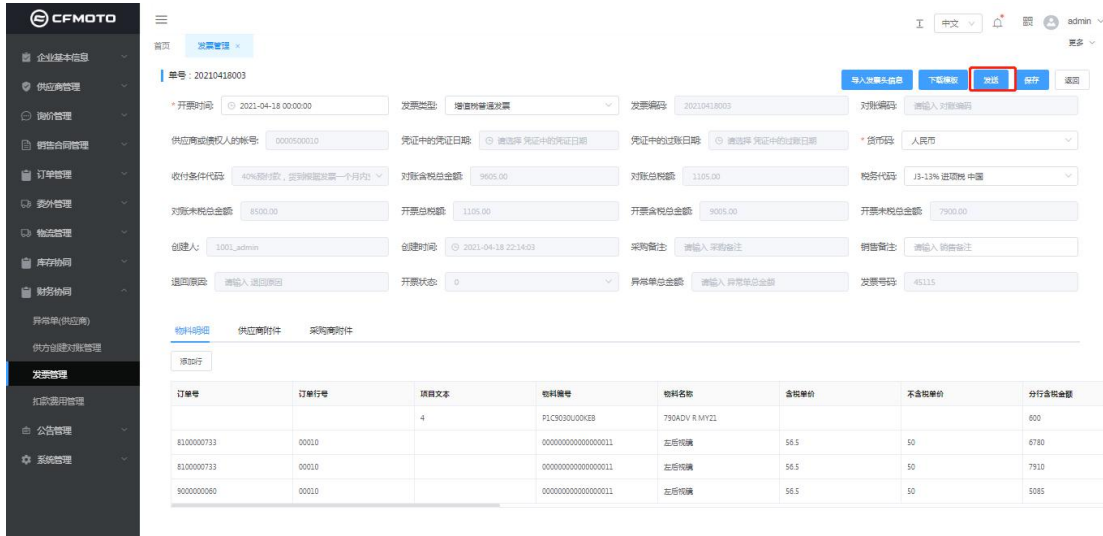 CFMOTO
工 中文 admin
首页 发票管理 × 更多
企业基本信息
供应商管理
询价管理
销售合同管理
订单管理
委外管理
物流管理
库存协同
财务协同
异常单(供应商)
供方创建对账管理
发票管理
扣款费用管理
公告管理
系统管理
单号：20210418003
导入发票头信息 下载模板 发送 保存 返回
* 开票时间: 2021-04-18 00:00:00 发票类型: 增值税普通发票 发票编码: 20210418003 对账编码: 请输入 对账编码
供应商或债权人的帐号: 0000500010 凭证中的凭证日期: 请选择 凭证中的凭证日期 凭证中的过账日期: 请选择 凭证中的过账日期 * 货币码: 人民币
收付条件代码: 40%预付款，货到根据发票一个月内 对账含税总金额: 9605.00 对账总税额: 1105.00 税务代码: J3-13% 进项税 中国
对账未税总金额: 8500.00 开票总税额: 1105.00 开票含税总金额: 9005.00 开票未税总金额: 7900.00
创建人: 1001_admin 创建时间: 2021-04-18 22:14:03 采购备注: 请输入 采购备注 销售备注: 请输入 销售备注
退回原因: 请输入 退回原因 开票状态: 0 异常单总金额: 请输入 异常单总金额 发票号码: 45115
物料明细 供应商附件 采购商附件
添加行
订单号 订单行号 项目文本 物料编号 物料名称 含税单价 不含税单价 分行含税金额
4 P1C9030U00KEB 790ADV R MY21 600
8100000733 00010 000000000000000011 左后视镜 56.5 50 6780
8100000733 00010 000000000000000011 左后视镜 56.5 50 7910
9000000060 00010 000000000000000011 左后视镜 56.5 50 5085